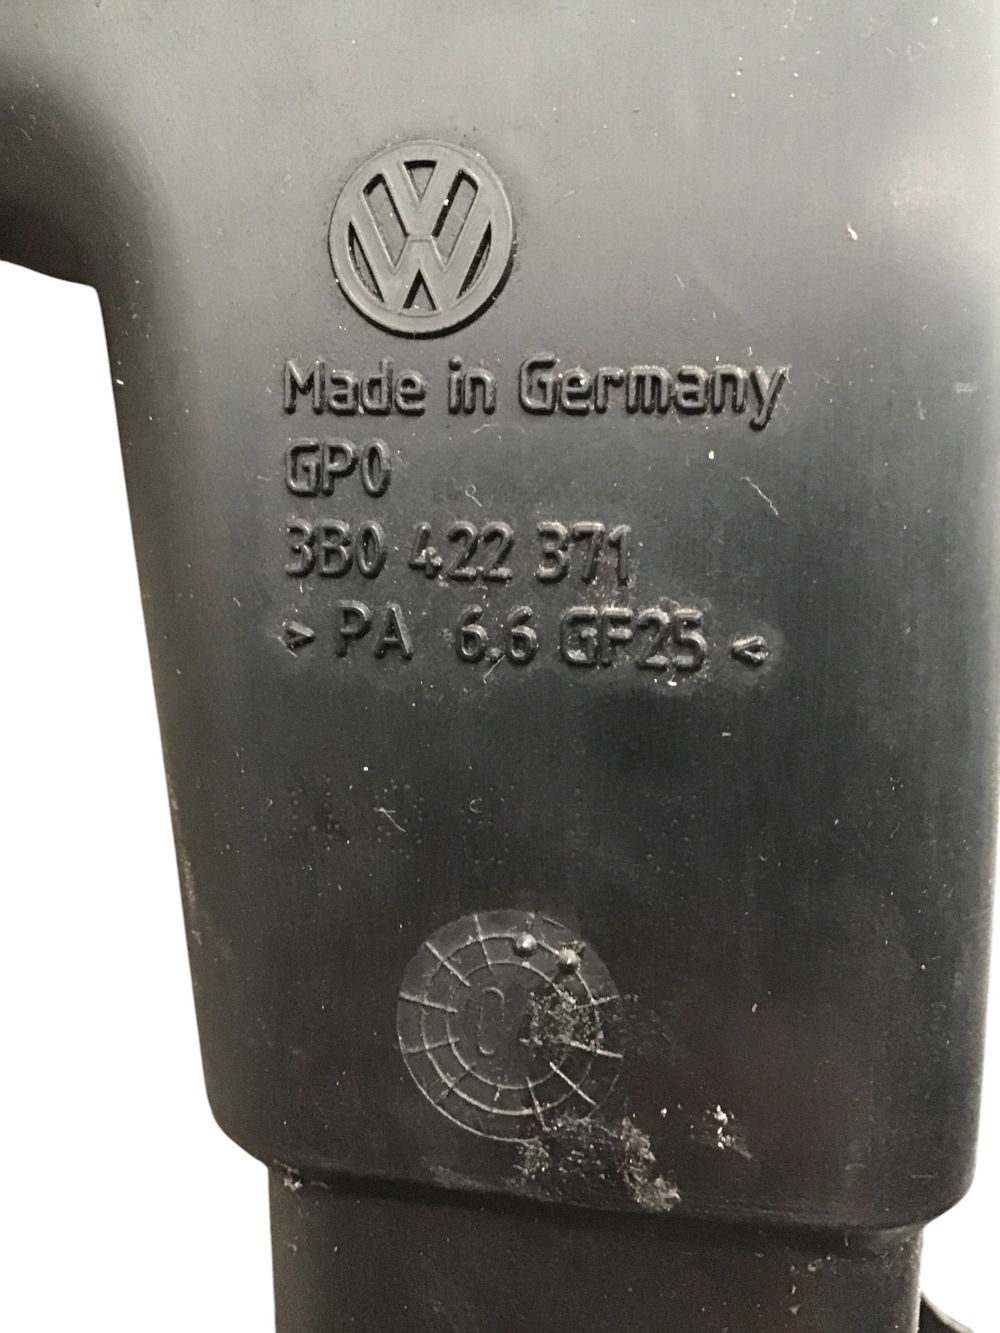 Made in Germany
GP0
3B0 422 371
> PA 6.6 GF25 <